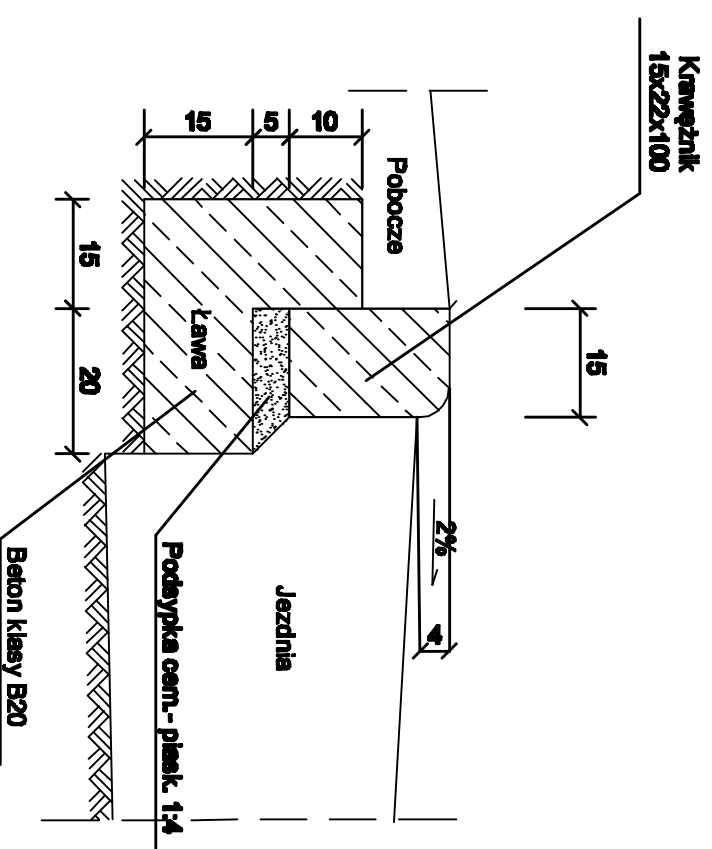 Krawężnik
15x22x100
15
Pobocze
10
5
15
15
20
Ława
2%
4
Jezdnia
Podsypka cem.- piask. 1:4
Beton klasy B20